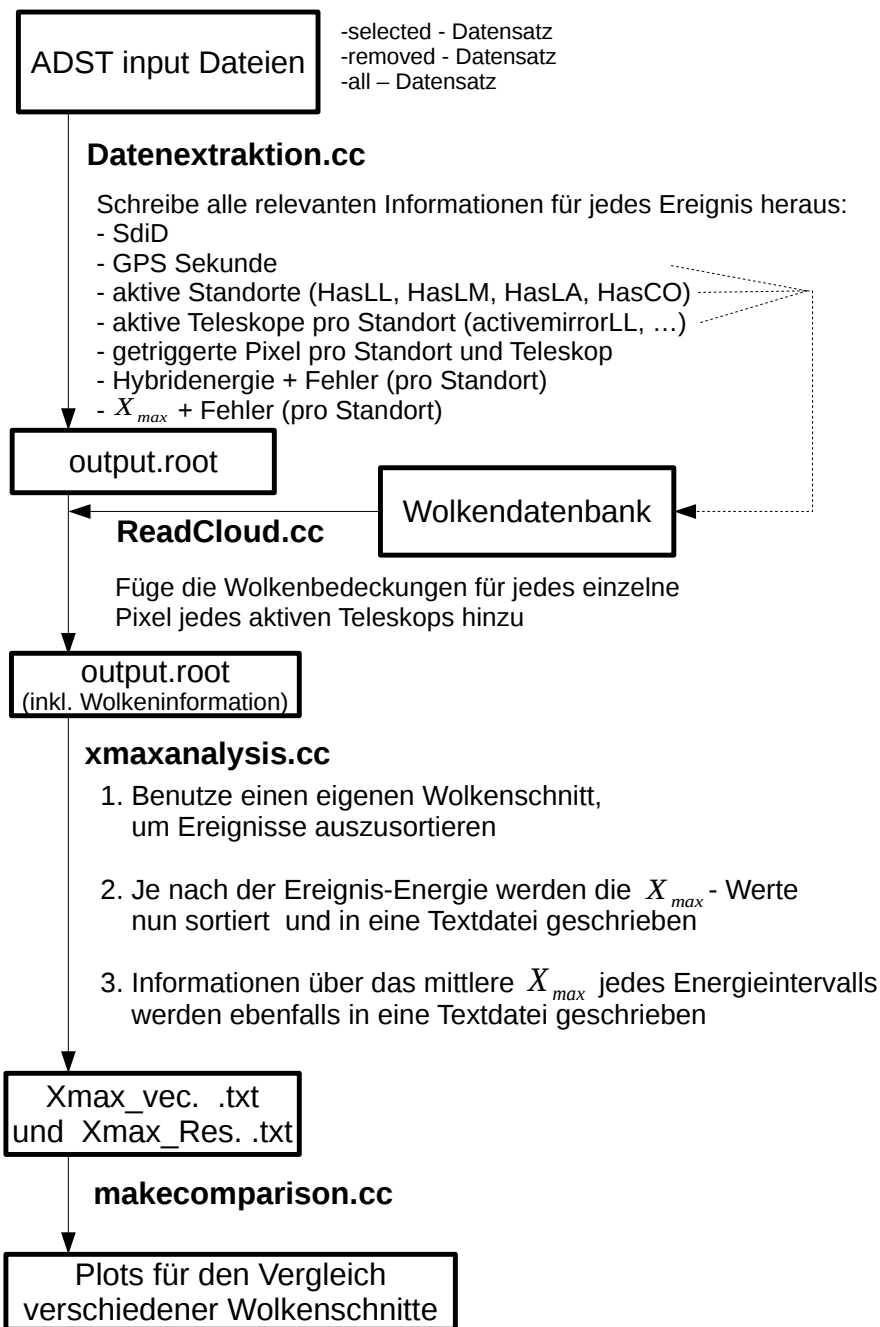 ADST input Dateien
-selected - Datensatz
-removed - Datensatz
-all – Datensatz
Datenextraktion.cc
Schreibe alle relevanten Informationen für jedes Ereignis heraus:
- SdiD
- GPS Sekunde
- aktive Standorte (HasLL, HasLM, HasLA, HasCO)
- aktive Teleskope pro Standort (activemirrorLL, …)
- getriggerte Pixel pro Standort und Teleskop
- Hybridenergie + Fehler (pro Standort)
- X max + Fehler (pro Standort)
output.root
Wolkendatenbank
ReadCloud.cc
Füge die Wolkenbedeckungen für jedes einzelne
Pixel jedes aktiven Teleskops hinzu
output.root
(inkl. Wolkeninformation)
xmaxanalysis.cc
1. Benutze einen eigenen Wolkenschnitt,
um Ereignisse auszusortieren
2. Je nach der Ereignis-Energie werden die X max - Werte
nun sortiert und in eine Textdatei geschrieben
3. Informationen über das mittlere X max jedes Energieintervalls
werden ebenfalls in eine Textdatei geschrieben
Xmax_vec. .txt
und Xmax_Res. .txt
makecomparison.cc
Plots für den Vergleich
verschiedener Wolkenschnitte